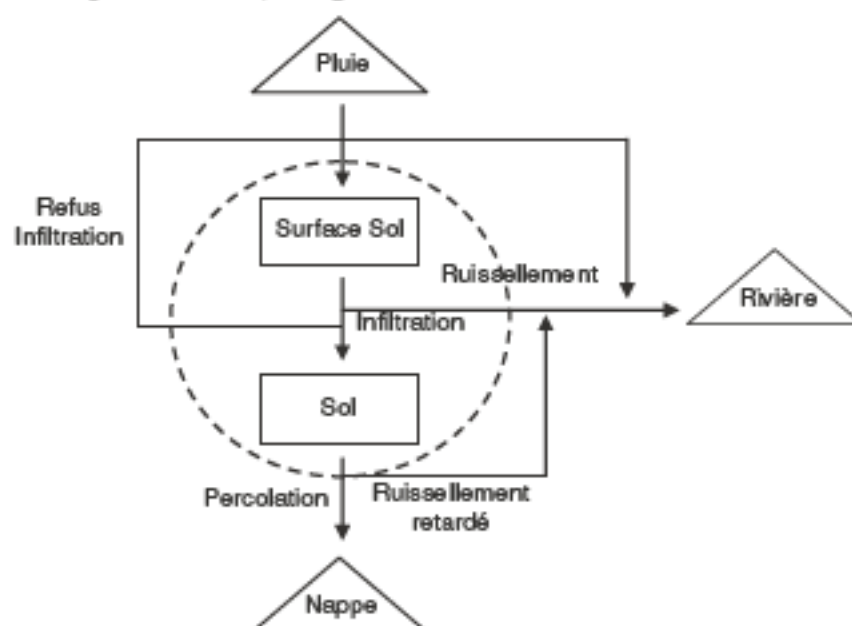 Pluie
Refus
Infiltration
Surface Sol
Ruissellement
Rivière
Infiltration
Sol
Percolation
Ruissellement
retardé
Nappe